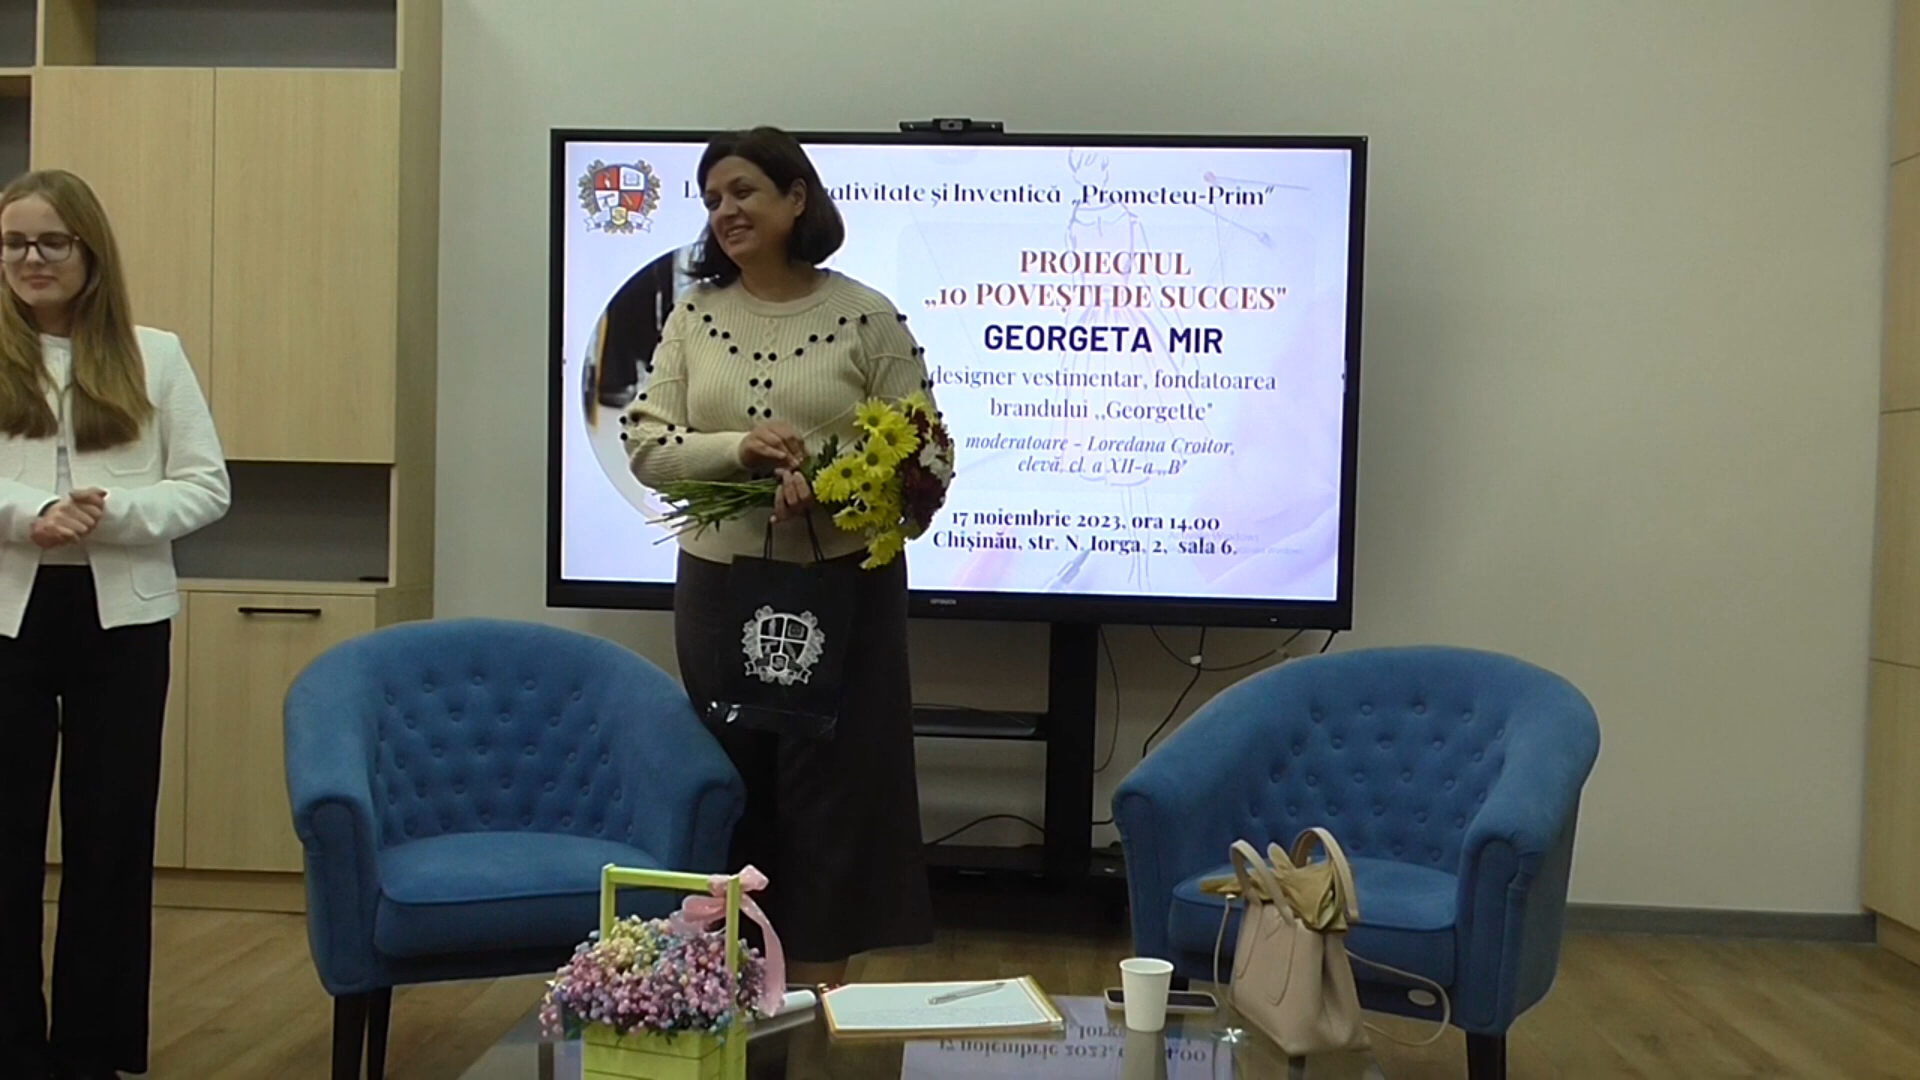 ativitate și Inventică „Prometeu-Prim”
PROIECTUL
„10 POVEȘTI DE SUCCES"
GEORGETA MIR
designer vestimentar, fondatoarea
brandului ,,Georgette"
moderatoare - Loredana Croitor,
elevă, cl. a XII-a ,,B"
17 noiembrie 2023, ora 14.00
Chișinău, str. N. Iorga, 2, sala 6.